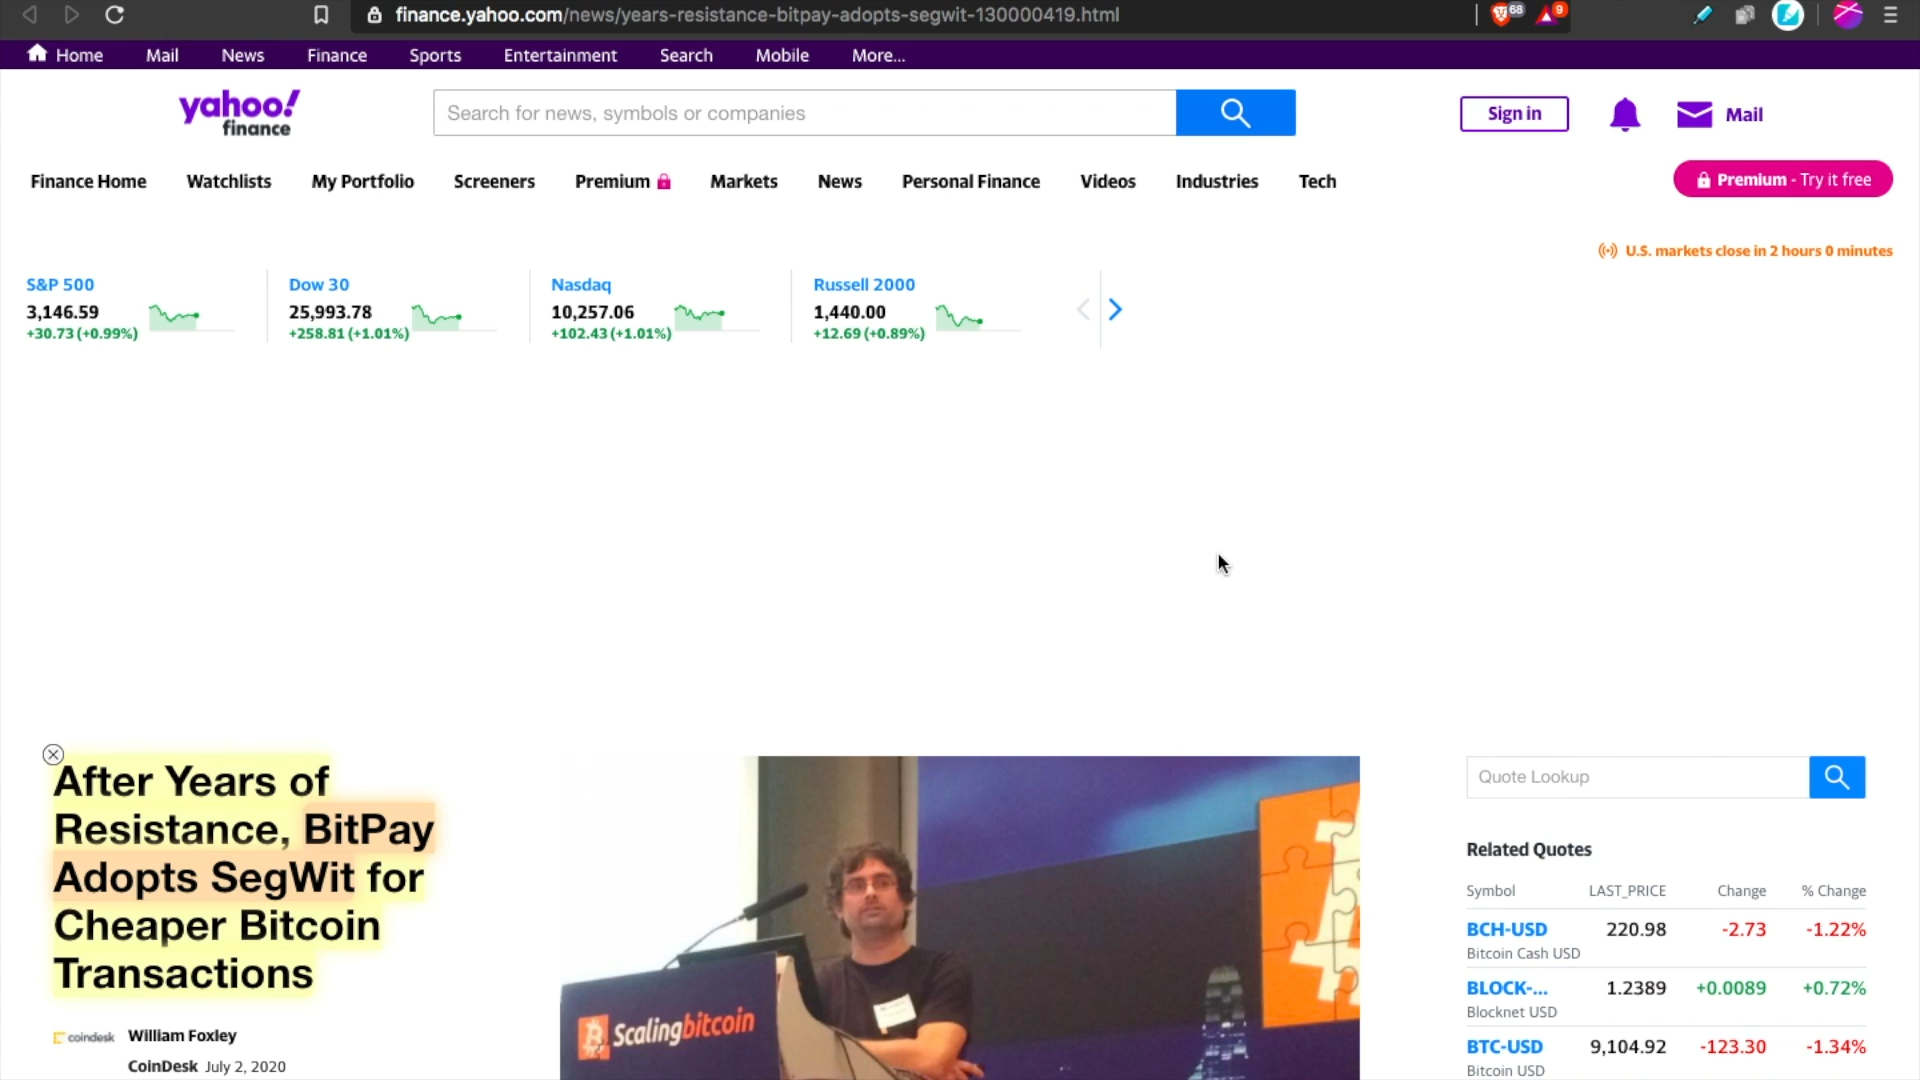 finance.yahoo.com/news/years-resistance-bitpay-adopts-segwit-130000419.html
68
9
Home Mail News Finance Sports Entertainment Search Mobile More...
yahoo!
finance
Search for news, symbols or companies
Sign in
Mail
Finance Home Watchlists My Portfolio Screeners Premium Markets News Personal Finance Videos Industries Tech
Premium - Try it free
U.S. markets close in 2 hours 0 minutes
S&P 500
3,146.59
+30.73 (+0.99%)
Dow 30
25,993.78
+258.81 (+1.01%)
Nasdaq
10,257.06
+102.43 (+1.01%)
Russell 2000
1,440.00
+12.69 (+0.89%)
After Years of
Resistance, BitPay
Adopts SegWit for
Cheaper Bitcoin
Transactions
coindesk William Foxley
CoinDesk July 2, 2020
Scalingbitcoin
Quote Lookup
Related Quotes
Symbol LAST_PRICE Change % Change
BCH-USD 220.98 -2.73 -1.22%
Bitcoin Cash USD
BLOCK-... 1.2389 +0.0089 +0.72%
Blocknet USD
BTC-USD 9,104.92 -123.30 -1.34%
Bitcoin USD